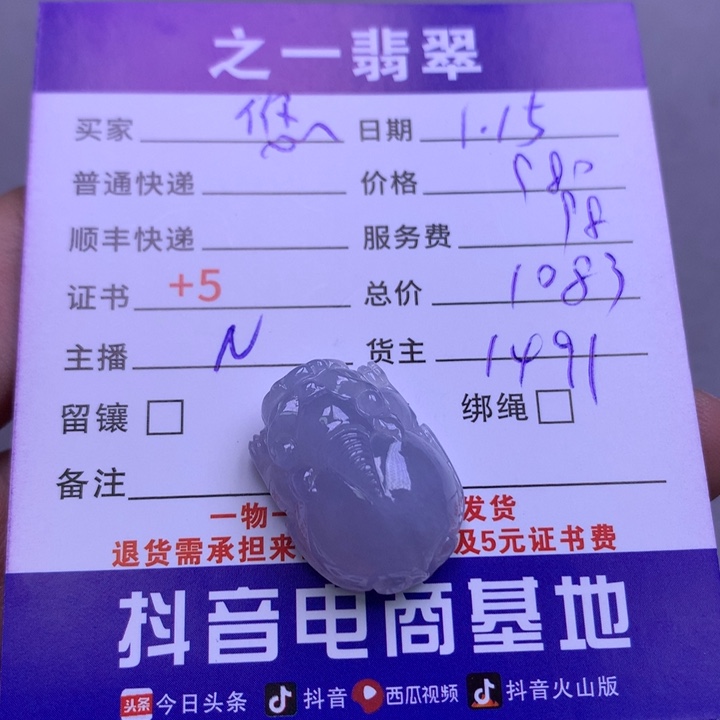 之一翡翠
买家 悠 日期 1.15
普通快递 价格 980
顺丰快递 服务费 98
证书 +5 总价 1083
主播 N 货主 1491
留镶 绑绳
备注
一物一 发货
退货需承担来 及5元证书费
抖音电商基地
头条 今日头条 抖音 西瓜视频 抖音火山版